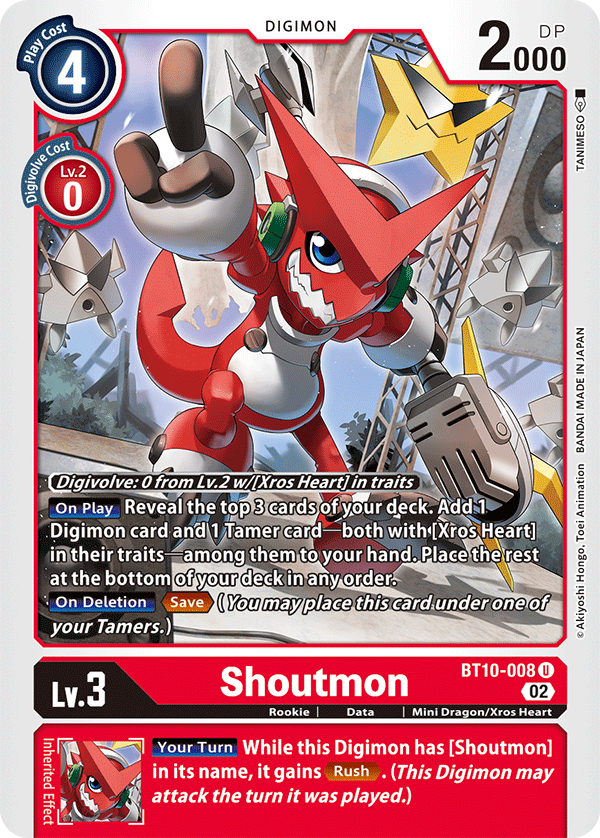 DIGIMON
Play Cost
4
2000
DP
Digivolve Cost
Lv.2
0
TANIMESO
Digivolve: 0 from Lv.2 w/[Xros Heart] in traits
On Play Reveal the top 3 cards of your deck. Add 1
Digimon card and 1 Tamer card—both with [Xros Heart]
in their traits—among them to your hand. Place the rest
at the bottom of your deck in any order.
On Deletion Save (You may place this card under one of
your Tamers.)
© Akiyoshi Hongo, Toei Animation BANDAI MADE IN JAPAN
Lv.3
Shoutmon
BT10-008 U
02
Rookie | Data | Mini Dragon/Xros Heart
Inherited Effect
Your Turn While this Digimon has [Shoutmon]
in its name, it gains Rush. (This Digimon may
attack the turn it was played.)